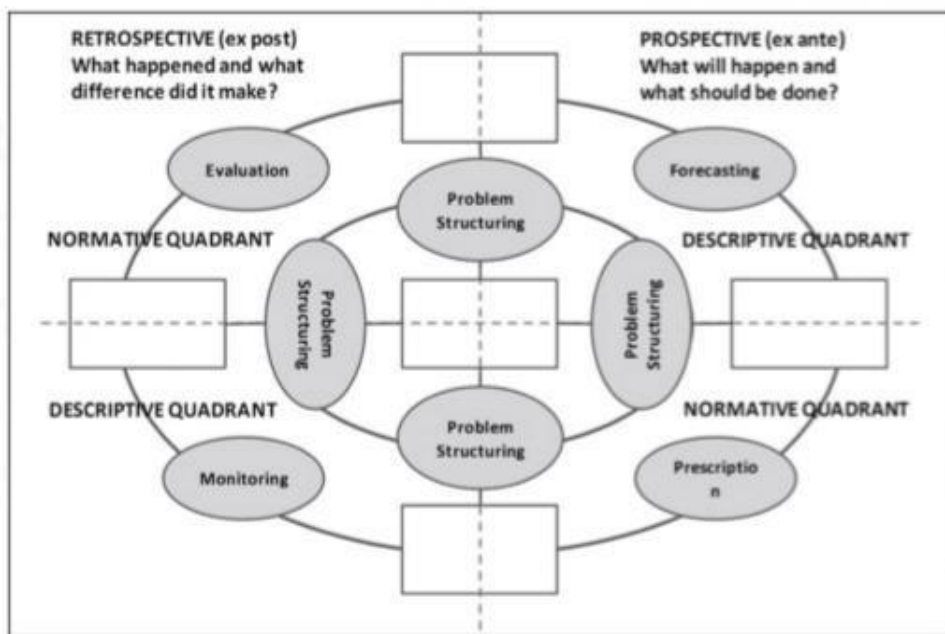 RETROSPECTIVE (ex post)
What happened and what
difference did it make?
PROSPECTIVE (ex ante)
What will happen and
what should be done?
Evaluation
Forecasting
Problem
Structuring
NORMATIVE QUADRANT
DESCRIPTIVE QUADRANT
Problem
Structuring
Problem
Structuring
DESCRIPTIVE QUADRANT
NORMATIVE QUADRANT
Problem
Structuring
Monitoring
Prescriptio
n